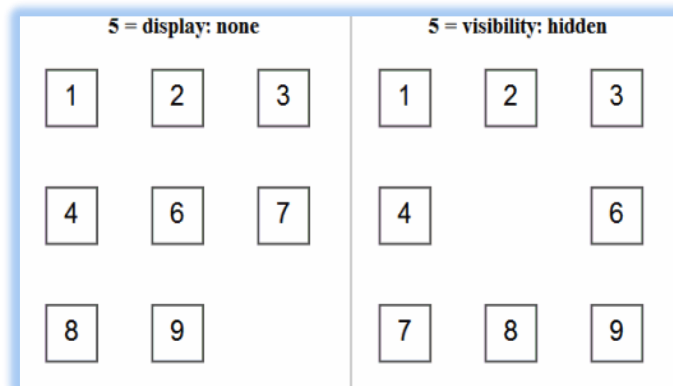 5 = display: none
1 2 3
4 6 7
8 9
5 = visibility: hidden
1 2 3
4 6
7 8 9